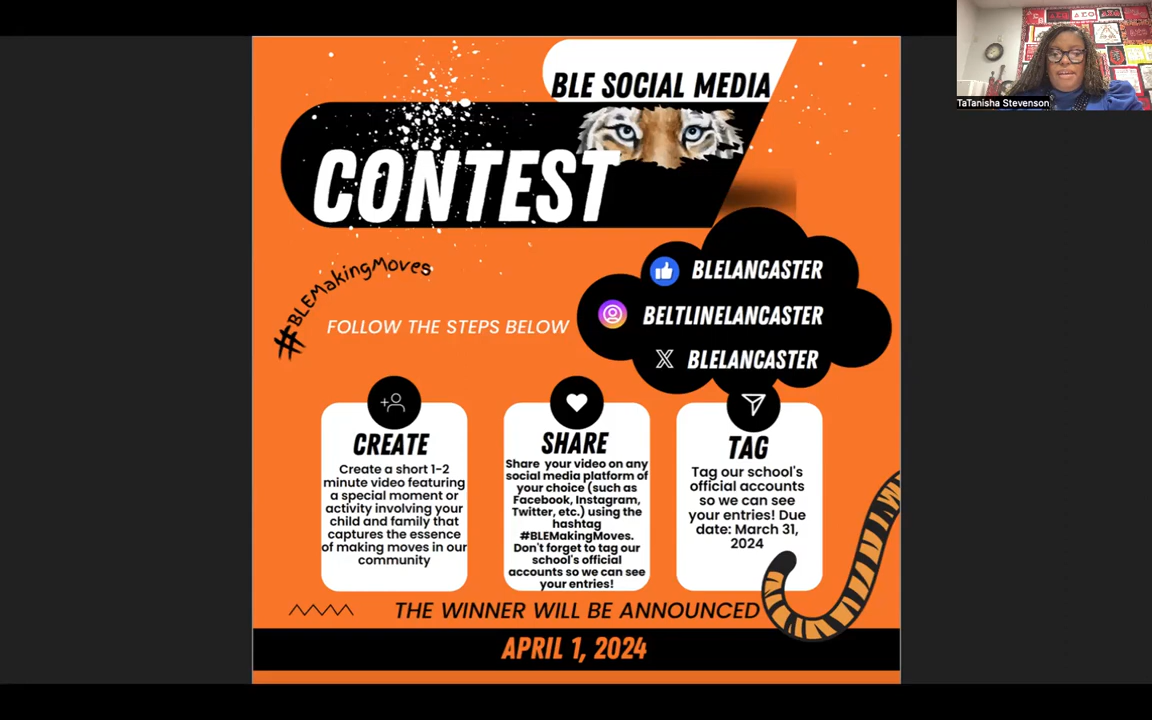 TaTanisha Stevenson
BLE SOCIAL MEDIA
CONTEST
#BLEMakingMoves
FOLLOW THE STEPS BELOW
BLELANCASTER
BELTLINELANCASTER
BLELANCASTER
CREATE
Create a short 1-2
minute video featuring
a special moment or
activity involving your
child and family that
captures the essence
of making moves in our
community
SHARE
Share your video on any
social media platform of
your choice (such as
Facebook, Instagram,
Twitter, etc.) using the
hashtag
#BLEMakingMoves.
Don't forget to tag our
school's official
accounts so we can see
your entries!
TAG
Tag our school's
official accounts
so we can see
your entries! Due
date: March 31,
2024
THE WINNER WILL BE ANNOUNCED
APRIL 1, 2024